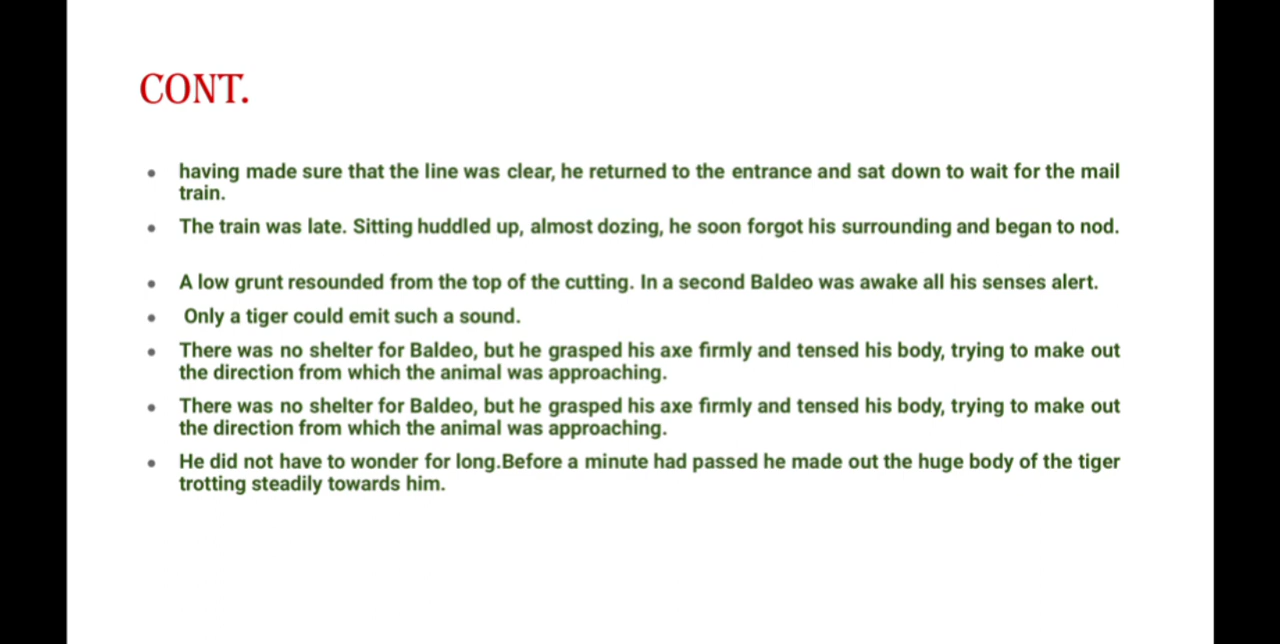 CONT.
• having made sure that the line was clear, he returned to the entrance and sat down to wait for the mail
train.
• The train was late. Sitting huddled up, almost dozing, he soon forgot his surrounding and began to nod.
• A low grunt resounded from the top of the cutting. In a second Baldeo was awake all his senses alert.
• Only a tiger could emit such a sound.
• There was no shelter for Baldeo, but he grasped his axe firmly and tensed his body, trying to make out
the direction from which the animal was approaching.
• There was no shelter for Baldeo, but he grasped his axe firmly and tensed his body, trying to make out
the direction from which the animal was approaching.
• He did not have to wonder for long.Before a minute had passed he made out the huge body of the tiger
trotting steadily towards him.